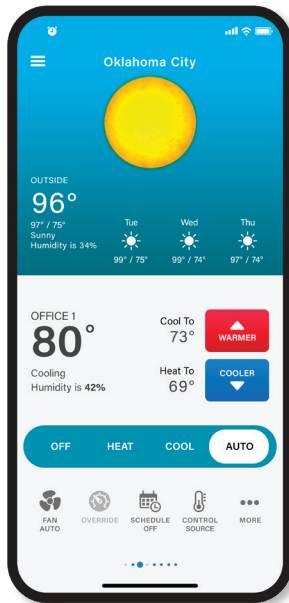 Oklahoma City
OUTSIDE
96°
97° / 75°
Sunny
Humidity is 34%
Tue
99° / 75°
Wed
99° / 74°
Thu
97° / 74°
OFFICE 1
80°
Cooling
Humidity is 42%
Cool To
73°
WARMER
Heat To
69°
COOLER
OFF HEAT COOL AUTO
FAN
AUTO
OVERRIDE
SCHEDULE
OFF
CONTROL
SOURCE
MORE